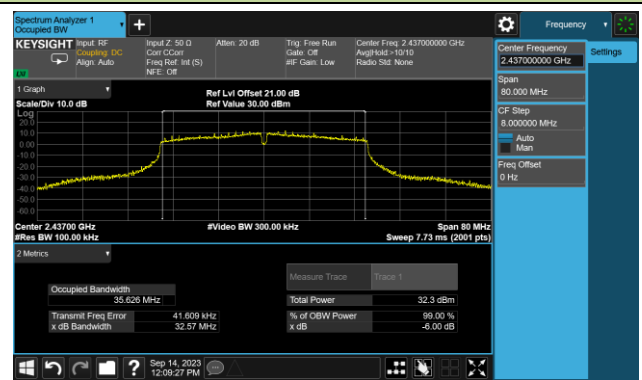 Spectrum Analyzer 1
Occupied BW
Frequency
KEYSIGHT
Input: RF
Coupling: DC
Align: Auto
Input Z: 50 Ω
Corr CCorr
Freq Ref: Int (S)
NFE: Off
Atten: 20 dB
Trig: Free Run
Gate: Off
#IF Gain: Low
Center Freq: 2.437000000 GHz
Avg|Hold:>10/10
Radio Std: None
Center Frequency
2.437000000 GHz
Settings
Span
80.000 MHz
CF Step
8.000000 MHz
Auto
Man
Freq Offset
0 Hz
1 Graph
Scale/Div 10.0 dB
Ref Lvl Offset 21.00 dB
Ref Value 30.00 dBm
Log
20.0
10.0
0.00
-10.0
-20.0
-30.0
-40.0
-50.0
-60.0
Center 2.43700 GHz
#Video BW 300.00 kHz
Span 80 MHz
#Res BW 100.00 kHz
Sweep 7.73 ms (2001 pts)
2 Metrics
Measure Trace
Trace 1
Occupied Bandwidth
35.626 MHz
Total Power
32.3 dBm
Transmit Freq Error
41.609 kHz
% of OBW Power
99.00 %
x dB Bandwidth
32.57 MHz
x dB
-6.00 dB
?
Sep 14, 2023
12:09:27 PM